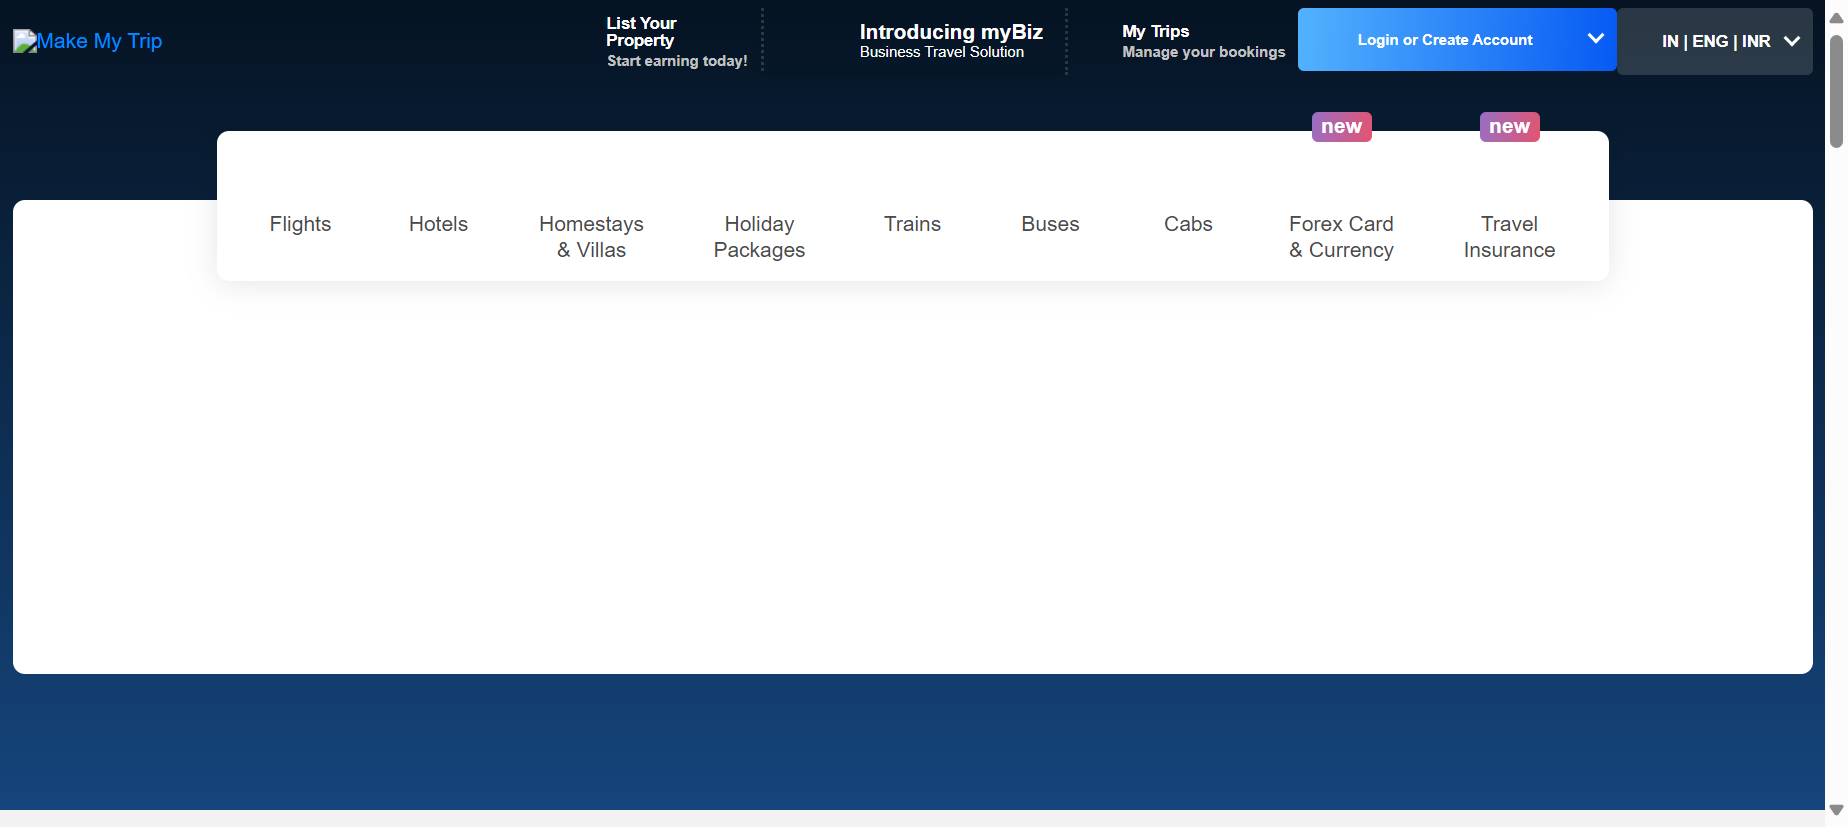 Make My Trip
List Your
Property
Start earning today!
Introducing myBiz
Business Travel Solution
My Trips
Manage your bookings
Login or Create Account
IN | ENG | INR
new
new
Flights
Hotels
Homestays
& Villas
Holiday
Packages
Trains
Buses
Cabs
Forex Card
& Currency
Travel
Insurance